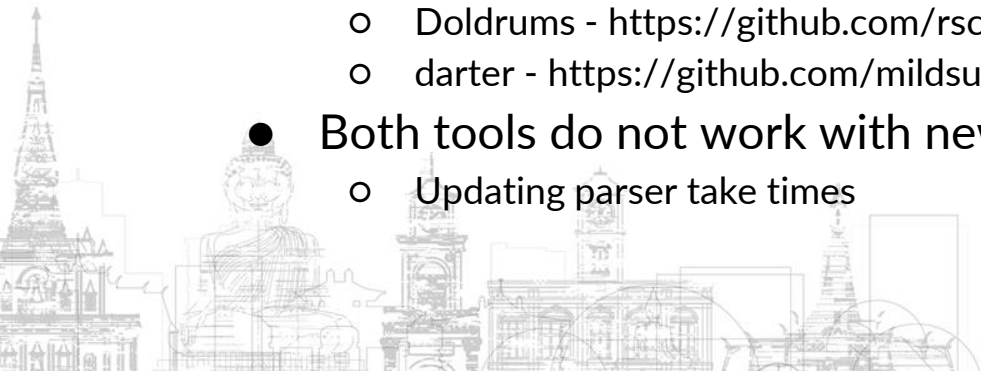 ○ Doldrums - https://github.com/rsc
○ darter - https://github.com/mildsu
● Both tools do not work with new
○ Updating parser take times